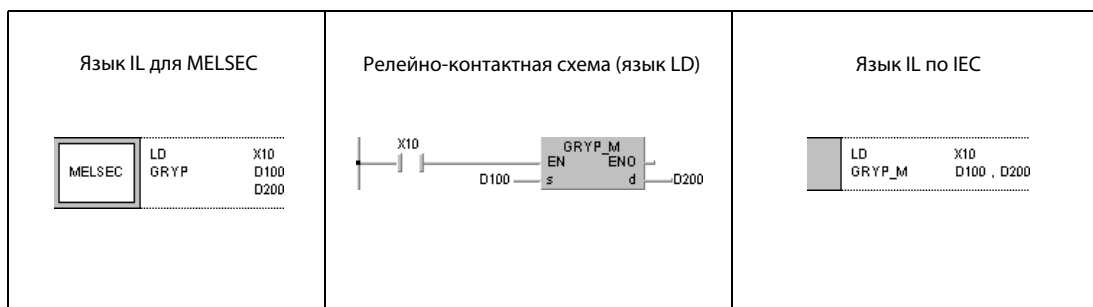 Язык IL для MELSEC
MELSEC
LD X10
GRYP D100
D200
Релейно-контактная схема (язык LD)
X10
GRYP_M
EN ENO
D100 s d D200
Язык IL по IEC
LD X10
GRYP_M D100 , D200